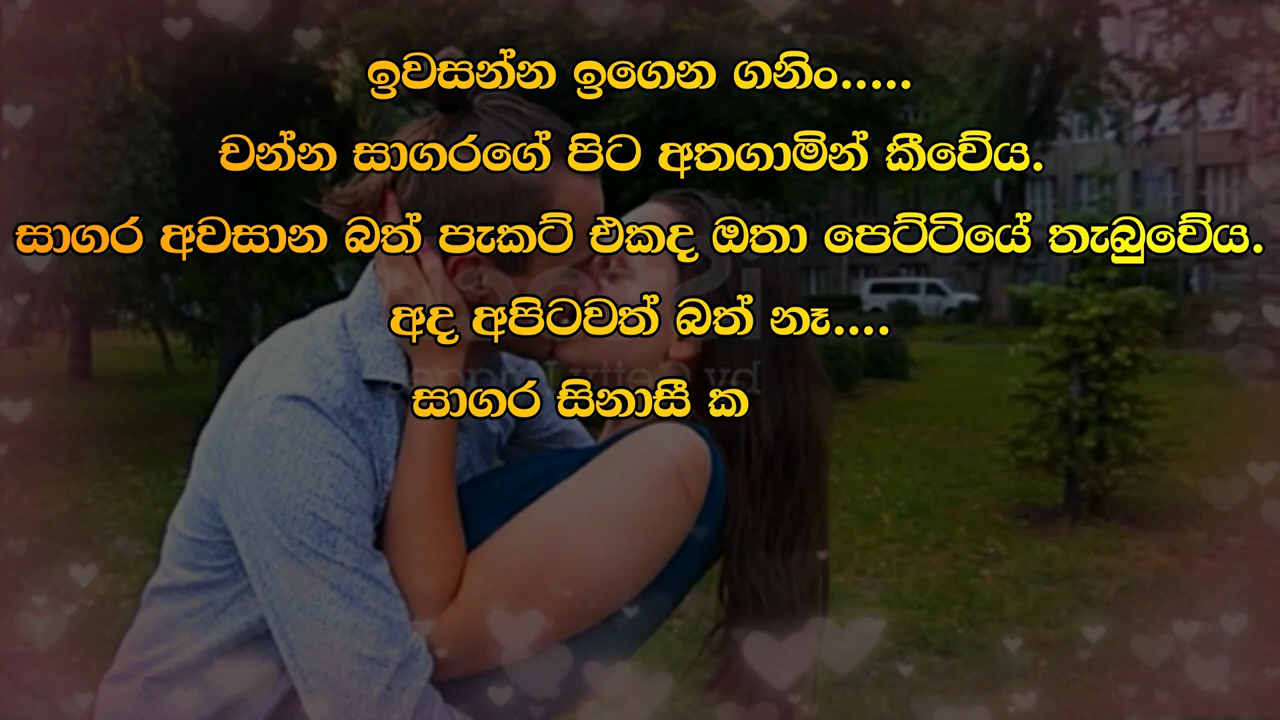 ඉවසන්න ඉගෙන ගනිං.....
චන්න සාගරගේ පිට අතගාමින් කීවේය.
සාගර අවසාන බත් පැකට් එකද ඔතා පෙට්ටියේ තැබුවේය.
අද අපිටවත් බත් නෑ....
සාගර සිනාසී ක